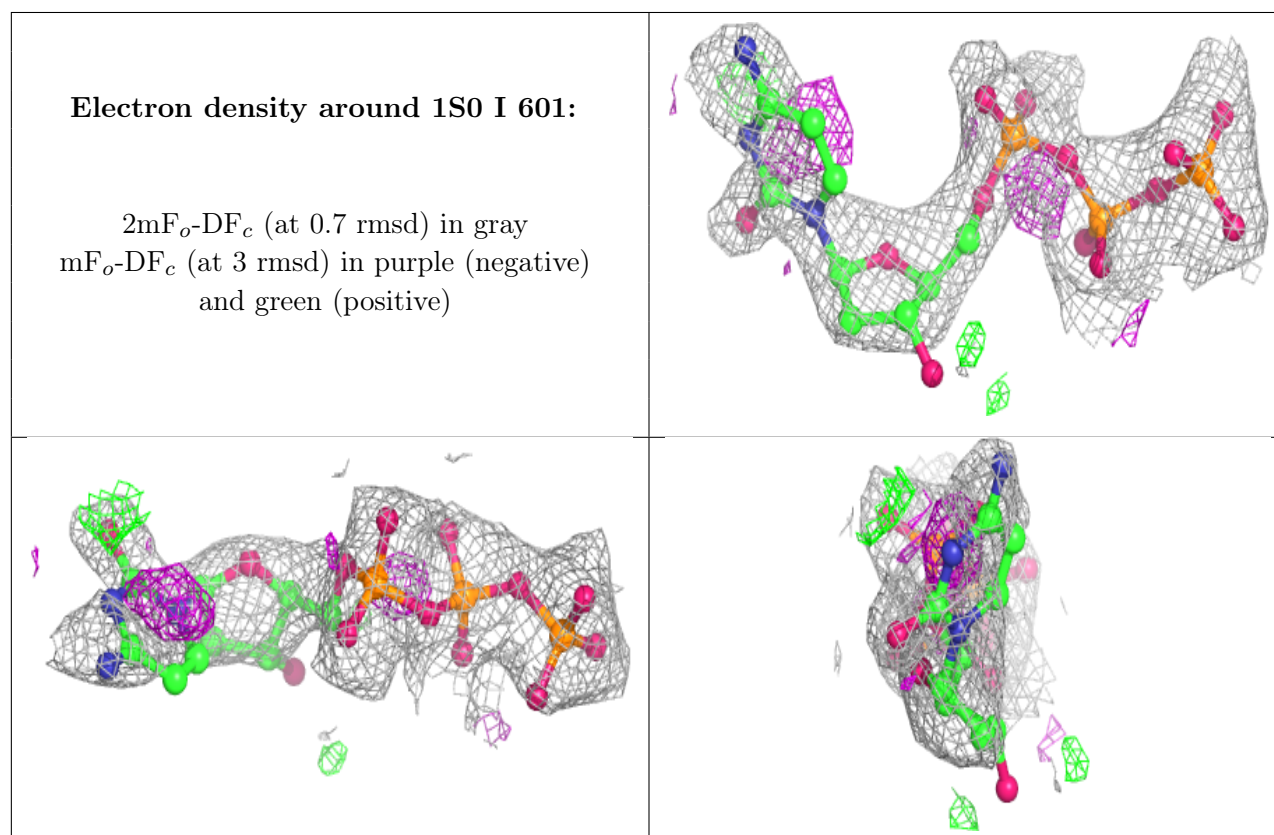 Electron density around 1S0 I 601:
2mFo-DFc (at 0.7 rmsd) in gray
mFo-DFc (at 3 rmsd) in purple (negative)
and green (positive)